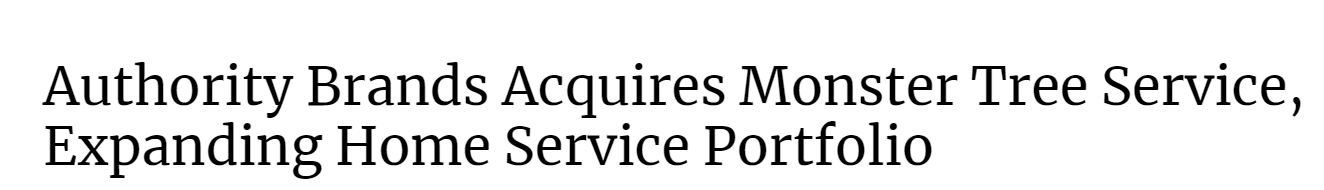 Authority Brands Acquires Monster Tree Service,
Expanding Home Service Portfolio